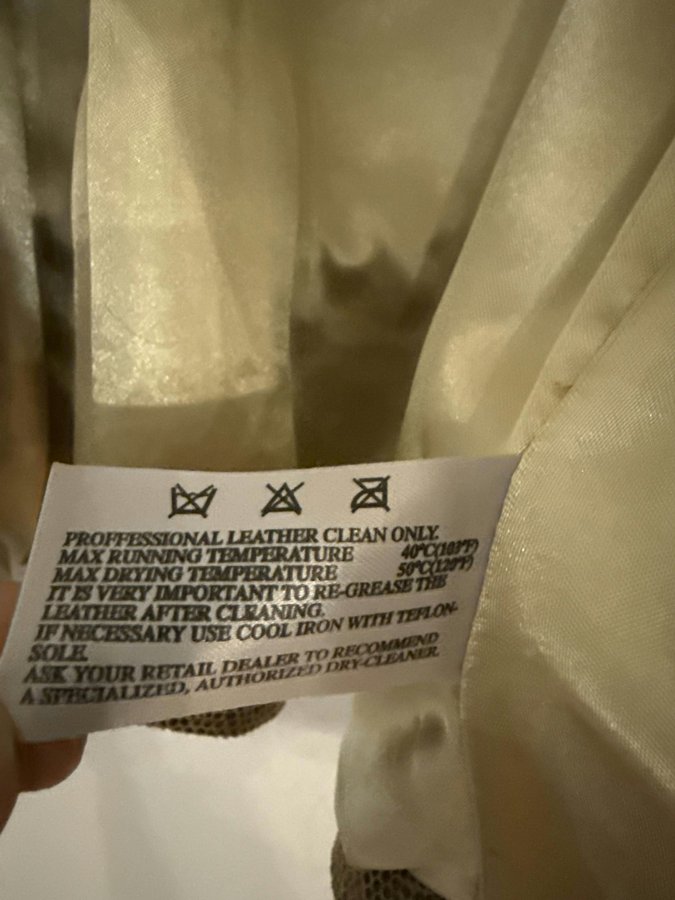 PROFFESSIONAL LEATHER CLEAN ONLY.
MAX RUNNING TEMPERATURE 40°C(103°F)
MAX DRYING TEMPERATURE 50°C(120°F)
IT IS VERY IMPORTANT TO RE-GREASE THE
LEATHER AFTER CLEANING.
IF NECESSARY USE COOL IRON WITH TEFLON-
SOLE.
ASK YOUR RETAIL DEALER TO RECOMMEND
A SPECIALIZED, AUTHORIZED DRY-CLEANER.